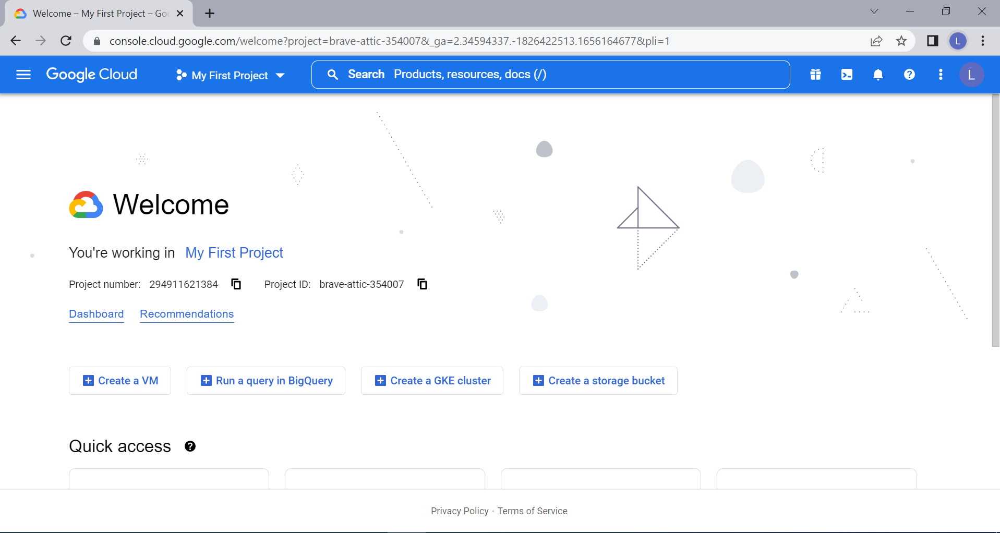 Welcome – My First Project – Goo
console.cloud.google.com/welcome?project=brave-attic-354007&_ga=2.34594337.-1826422513.1656164677&pli=1
L
Google Cloud
My First Project
Search Products, resources, docs (/)
L
Welcome
You're working in My First Project
Project number: 294911621384 Project ID: brave-attic-354007
Dashboard Recommendations
Create a VM
Run a query in BigQuery
Create a GKE cluster
Create a storage bucket
Quick access
Privacy Policy · Terms of Service